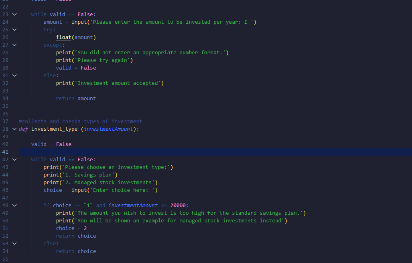 while valid == False:
amount = input("Please enter the amount to be invested per year: £ ")
try:
float(amount)
except:
print("You did not enter an appropriate number format.")
print("Please try again")
valid = False
else:
print("Investment amount accepted")
return amount
#collects and checks types of investment
def investment_type (investmentAmount):
valid = False
while valid == False:
print("Please choose an investment type:")
print("1. Savings plan")
print("2. Managed stock investments")
choice = input("Enter choice here: ")
if choice == "1" and investmentAmount > 20000:
print("The amount you wish to invest is too high for the standard savings plan.")
print("You will be shown an example for managed stock investments instead")
choice = 2
return choice
else:
return choice